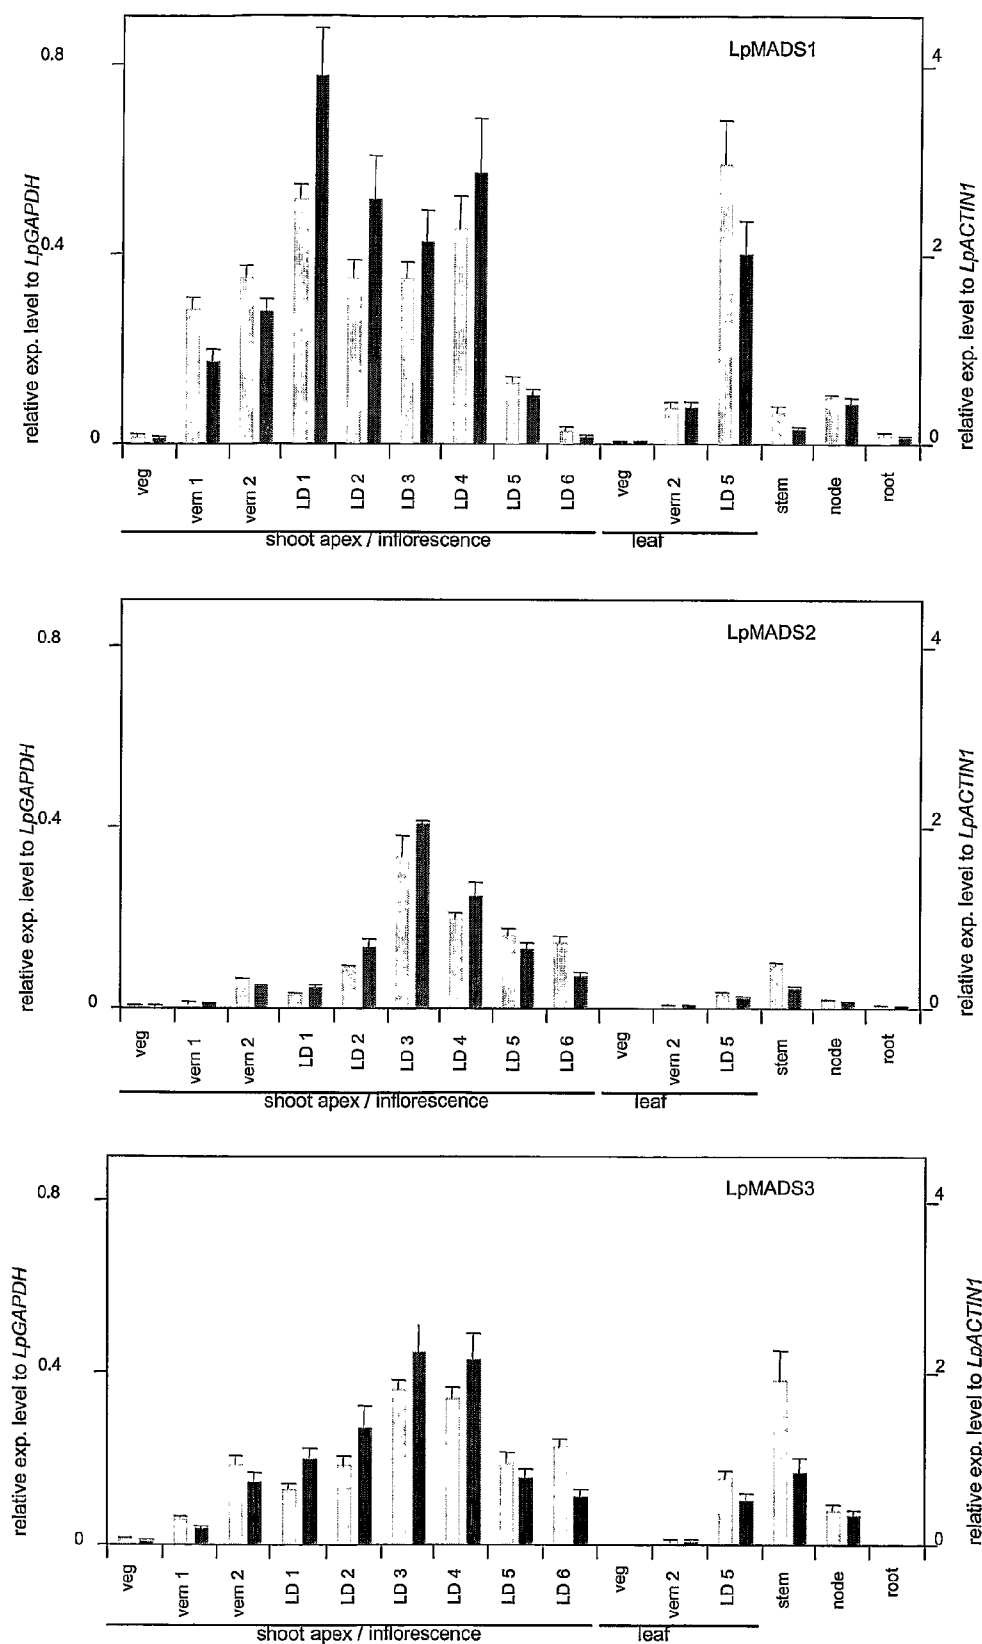 LpMADS1
0.8
4
0.4
2
0
0
relative exp. level to LpGAPDH
relative exp. level to LpACTIN1
veg
vern 1
vern 2
LD 1
LD 2
LD 3
LD 4
LD 5
LD 6
veg
vern 2
LD 5
stem
node
root
shoot apex / inflorescence
leaf
LpMADS2
0.8
4
0.4
2
0
0
relative exp. level to LpGAPDH
relative exp. level to LpACTIN1
veg
vern 1
vern 2
LD 1
LD 2
LD 3
LD 4
LD 5
LD 6
veg
vern 2
LD 5
stem
node
root
shoot apex / inflorescence
leaf
LpMADS3
0.8
4
0.4
2
0
0
relative exp. level to LpGAPDH
relative exp. level to LpACTIN1
veg
vern 1
vern 2
LD 1
LD 2
LD 3
LD 4
LD 5
LD 6
veg
vern 2
LD 5
stem
node
root
shoot apex / inflorescence
leaf